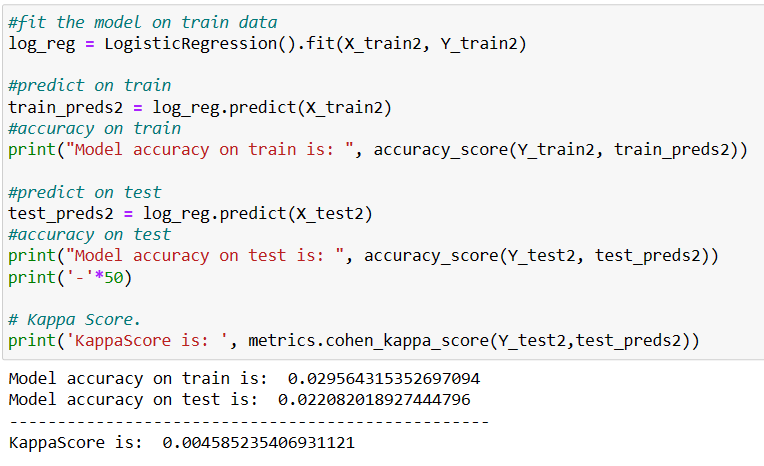 #fit the model on train data
log_reg = LogisticRegression().fit(X_train2, Y_train2)
#predict on train
train_preds2 = log_reg.predict(X_train2)
#accuracy on train
print("Model accuracy on train is: ", accuracy_score(Y_train2, train_preds2))
#predict on test
test_preds2 = log_reg.predict(X_test2)
#accuracy on test
print("Model accuracy on test is: ", accuracy_score(Y_test2, test_preds2))
print('-'*50)
# Kappa Score.
print('KappaScore is: ', metrics.cohen_kappa_score(Y_test2,test_preds2))
Model accuracy on train is:  0.029564315352697094
Model accuracy on test is:  0.022082018927444796
--------------------------------------------------
KappaScore is:  0.004585235406931121